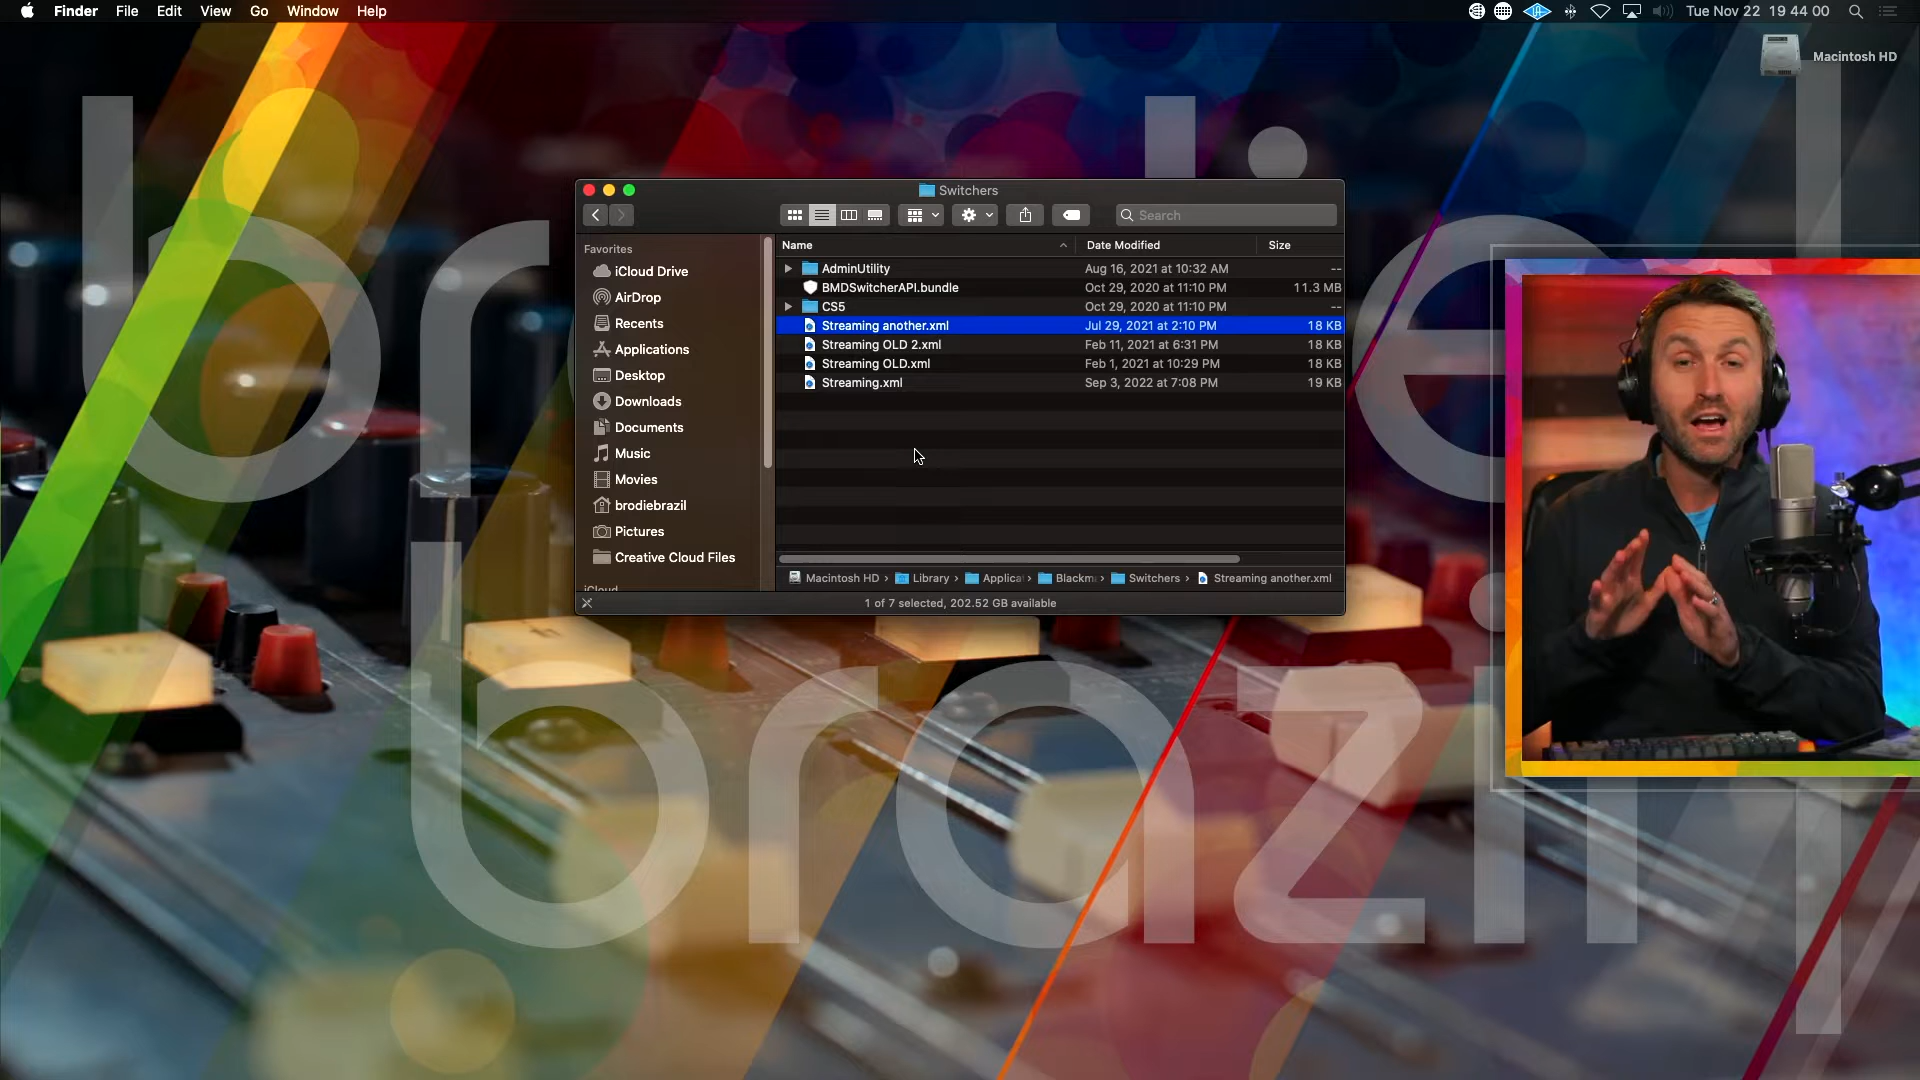 Finder File Edit View Go Window Help
Tue Nov 22 19 44 00
Macintosh HD
Switchers
Search
Favorites
iCloud Drive
AirDrop
Recents
Applications
Desktop
Downloads
Documents
Music
Movies
brodiebrazil
Pictures
Creative Cloud Files
iCloud
Name Date Modified Size
AdminUtility Aug 16, 2021 at 10:32 AM --
BMDSwitcherAPI.bundle Oct 29, 2020 at 11:10 PM 11.3 MB
CS5 Oct 29, 2020 at 11:10 PM --
Streaming another.xml Jul 29, 2021 at 2:10 PM 18 KB
Streaming OLD 2.xml Feb 11, 2021 at 6:31 PM 18 KB
Streaming OLD.xml Feb 1, 2021 at 10:29 PM 18 KB
Streaming.xml Sep 3, 2022 at 7:08 PM 19 KB
Macintosh HD › Library › Applica › Blackm › Switchers › Streaming another.xml
1 of 7 selected, 202.52 GB available
brazil